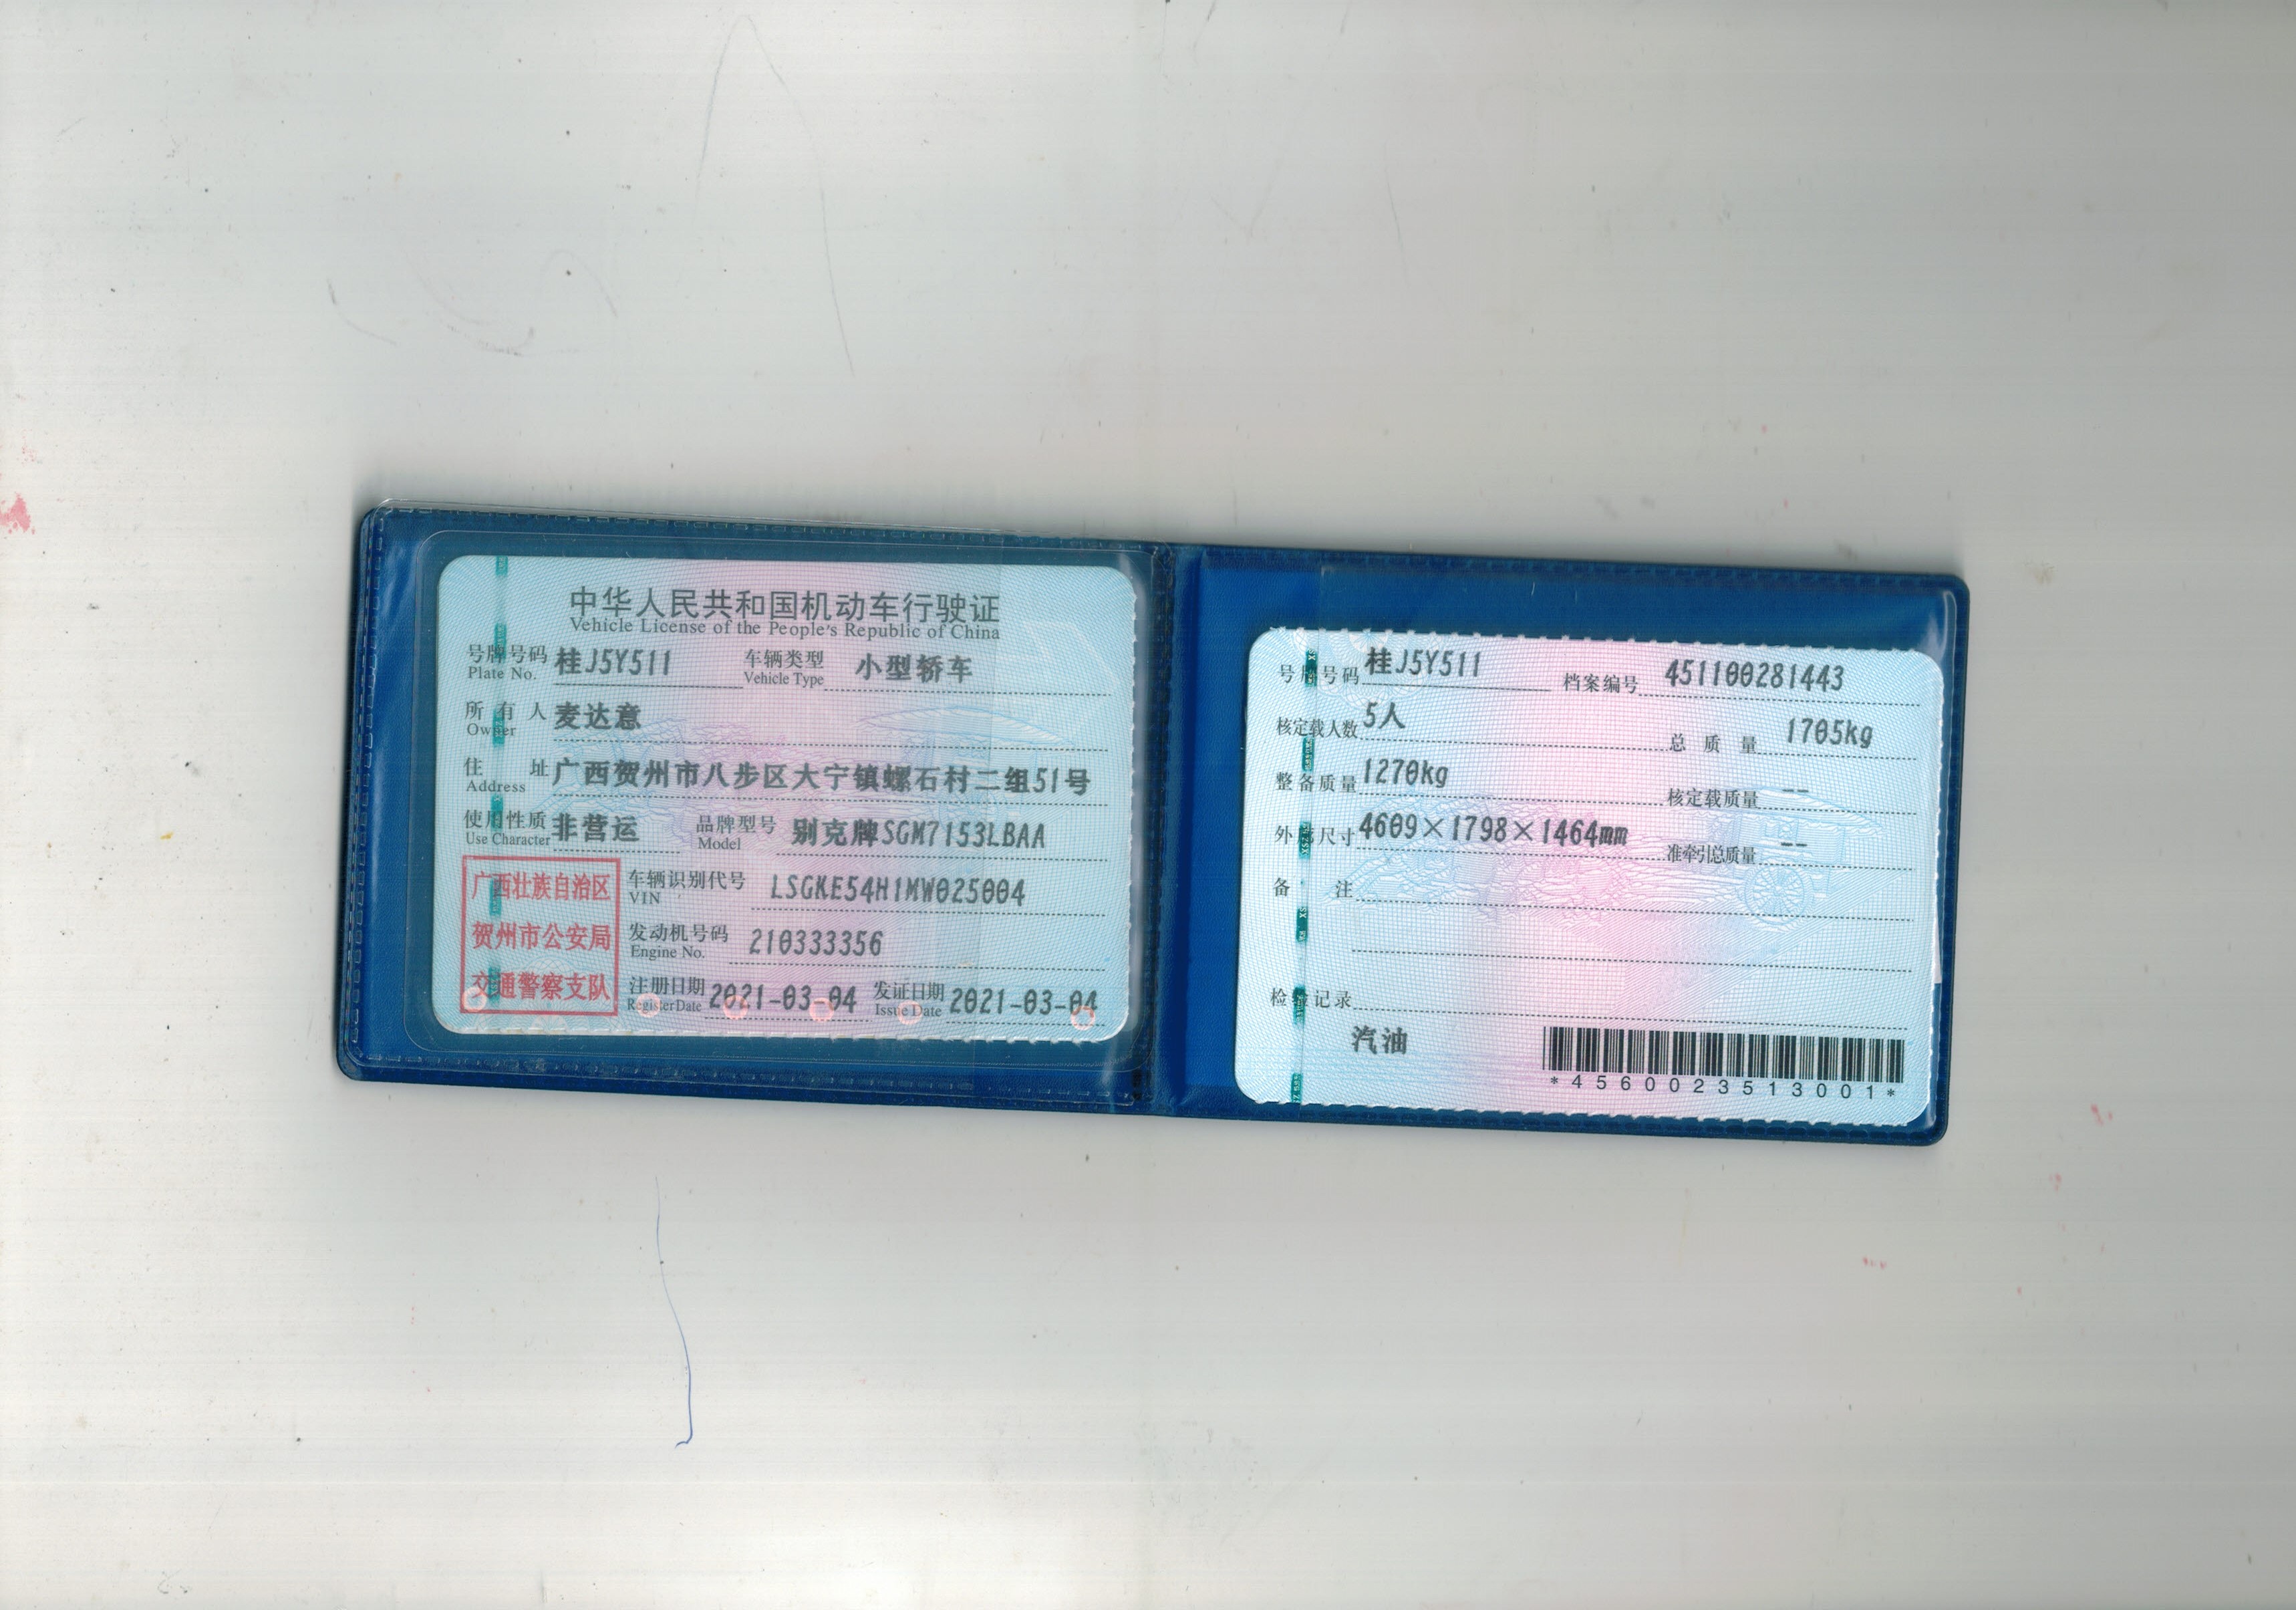 中华人民共和国机动车行驶证
Vehicle License of the People's Republic of China
号牌号码 桂J5Y511 车辆类型 小型轿车
Plate No. Vehicle Type
所有人 麦达意
Owner
住址 广西贺州市八步区大宁镇螺石村二组51号
Address
使用性质 非营运 品牌型号 别克牌SGM7153LBAA
Use Character Model
广西壮族自治区
贺州市公安局
交通警察支队
车辆识别代号 LSGKE54H1MW025004
VIN
发动机号码 210333356
Engine No.
注册日期 2021-03-04 发证日期 2021-03-04
Register Date Issue Date
号牌号码 桂J5Y511 档案编号 451100281443
核定载人数 5人 总质量 1705kg
整备质量 1270kg 核定载质量 --
外廓尺寸 4609×1798×1464mm 准牵引总质量 --
备注
检验记录
汽油
*4560023513001*